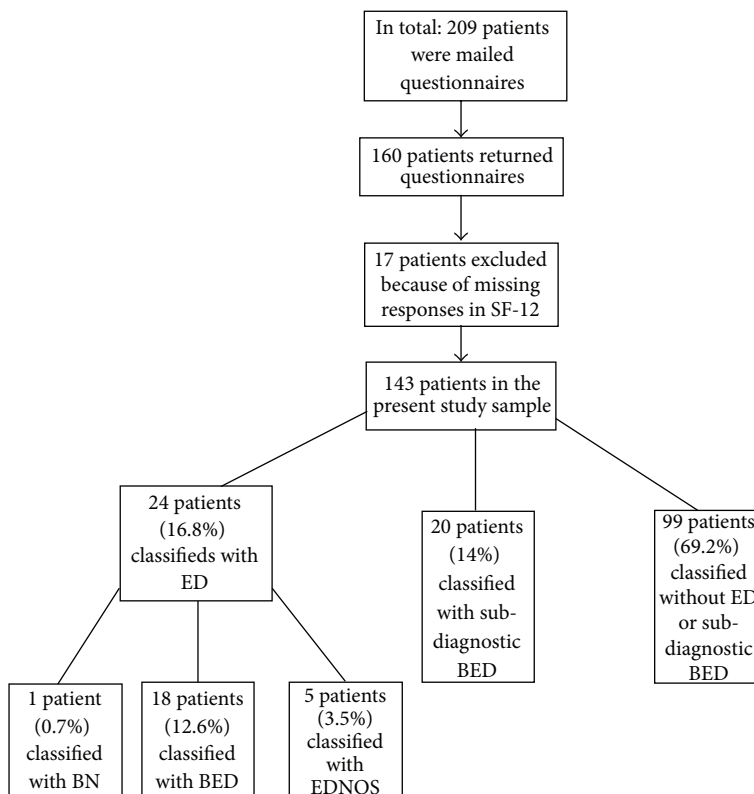 In total: 209 patients
were mailed
questionnaires
160 patients returned
questionnaires
17 patients excluded
because of missing
responses in SF-12
143 patients in the
present study sample
24 patients
(16.8%)
classifieds with
ED
20 patients
(14%)
classified
with sub-
diagnostic
BED
99 patients
(69.2%)
classified
without ED
or sub-
diagnostic
BED
1 patient
(0.7%)
classified
with BN
18 patients
(12.6%)
classified
with BED
5 patients
(3.5%)
classified
with
EDNOS